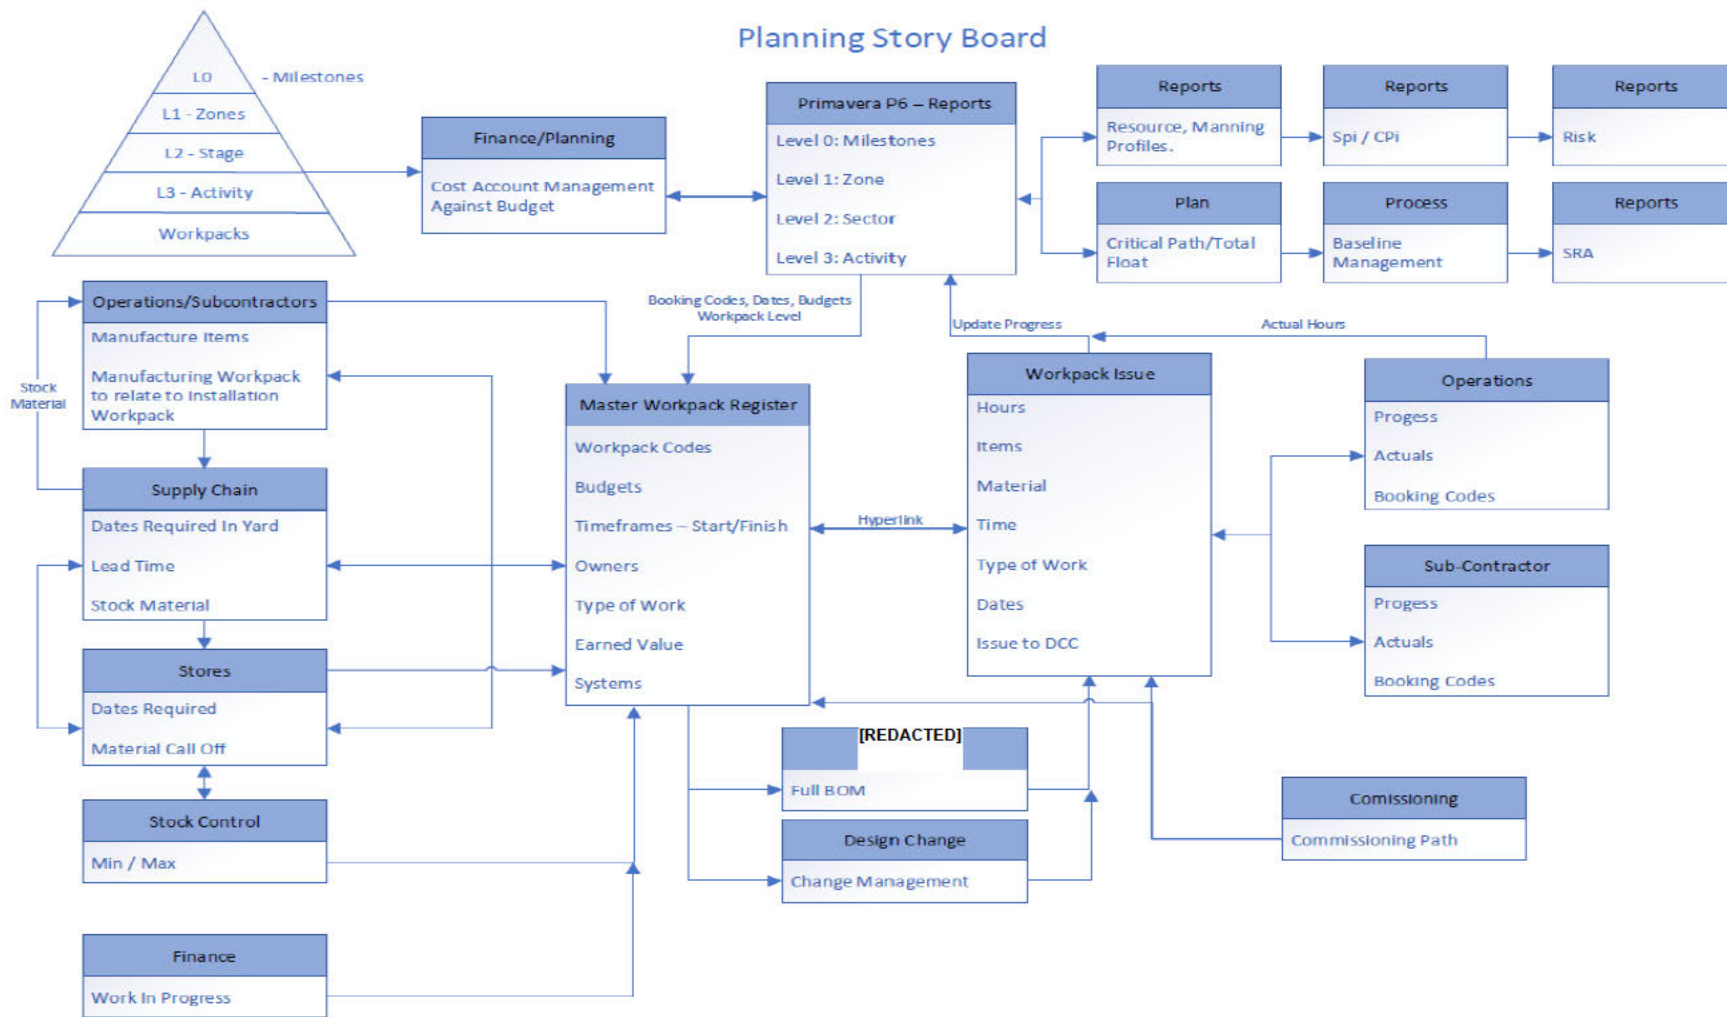 Planning Story Board
L0
- Milestones
L1 - Zones
L2 - Stage
L3 - Activity
Workpacks
Finance/Planning
Cost Account Management
Against Budget
Primavera P6 – Reports
Level 0: Milestones
Level 1: Zone
Level 2: Sector
Level 3: Activity
Reports
Resource, Manning
Profiles.
Reports
Spi / CPi
Reports
Risk
Plan
Critical Path/Total
Float
Process
Baseline
Management
Reports
SRA
Booking Codes, Dates, Budgets
Workpack Level
Update Progress
Actual Hours
Operations/Subcontractors
Manufacture Items
Manufacturing Workpack
to relate to Installation
Workpack
Stock
Material
Supply Chain
Dates Required In Yard
Lead Time
Stock Material
Stores
Dates Required
Material Call Off
Stock Control
Min / Max
Finance
Work In Progress
Master Workpack Register
Workpack Codes
Budgets
Timeframes – Start/Finish
Owners
Type of Work
Earned Value
Systems
Hyperlink
Workpack Issue
Hours
Items
Material
Time
Type of Work
Dates
Issue to DCC
Operations
Progess
Actuals
Booking Codes
Sub-Contractor
Progess
Actuals
Booking Codes
[REDACTED]
Full BOM
Design Change
Change Management
Comissioning
Commissioning Path